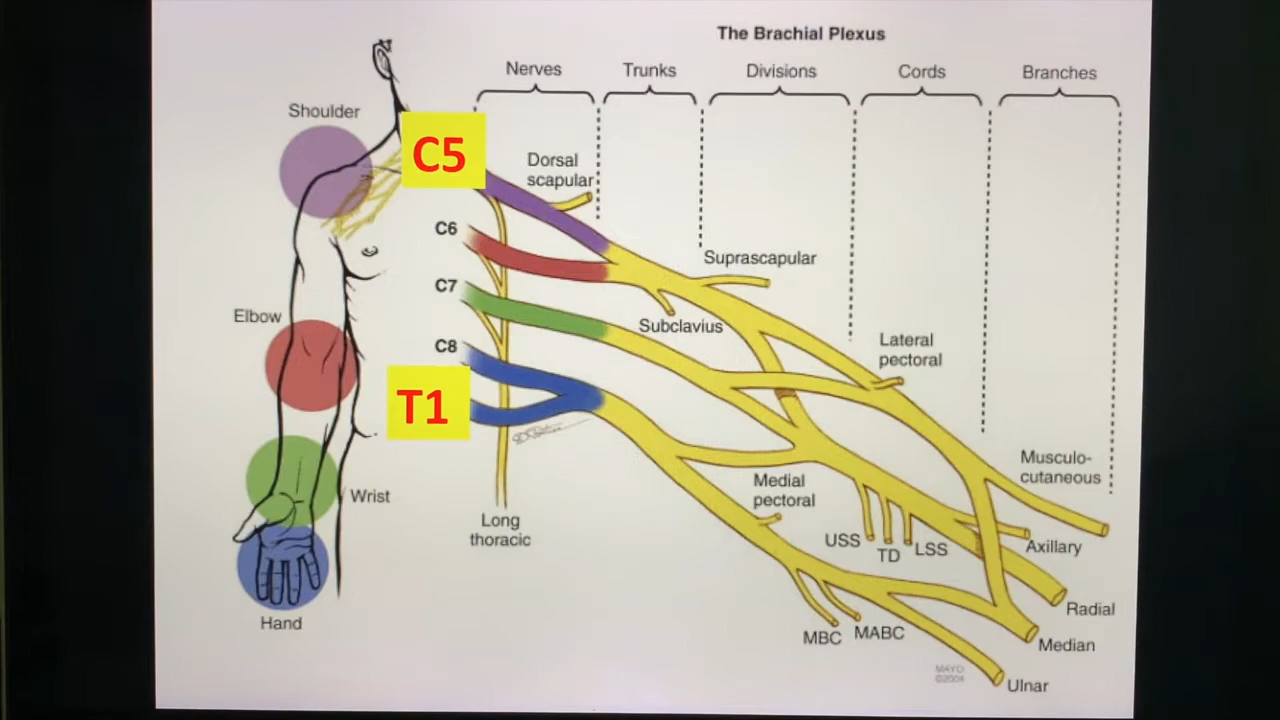 The Brachial Plexus
Nerves
Trunks
Divisions
Cords
Branches
Shoulder
C5
Dorsal
scapular
C6
Suprascapular
C7
Subclavius
Elbow
C8
Lateral
pectoral
T1
Musculo-
cutaneous
Medial
pectoral
Wrist
Long
thoracic
USS
TD
LSS
Axillary
Radial
Hand
MBC
MABC
Median
MAYO
©2004
Ulnar